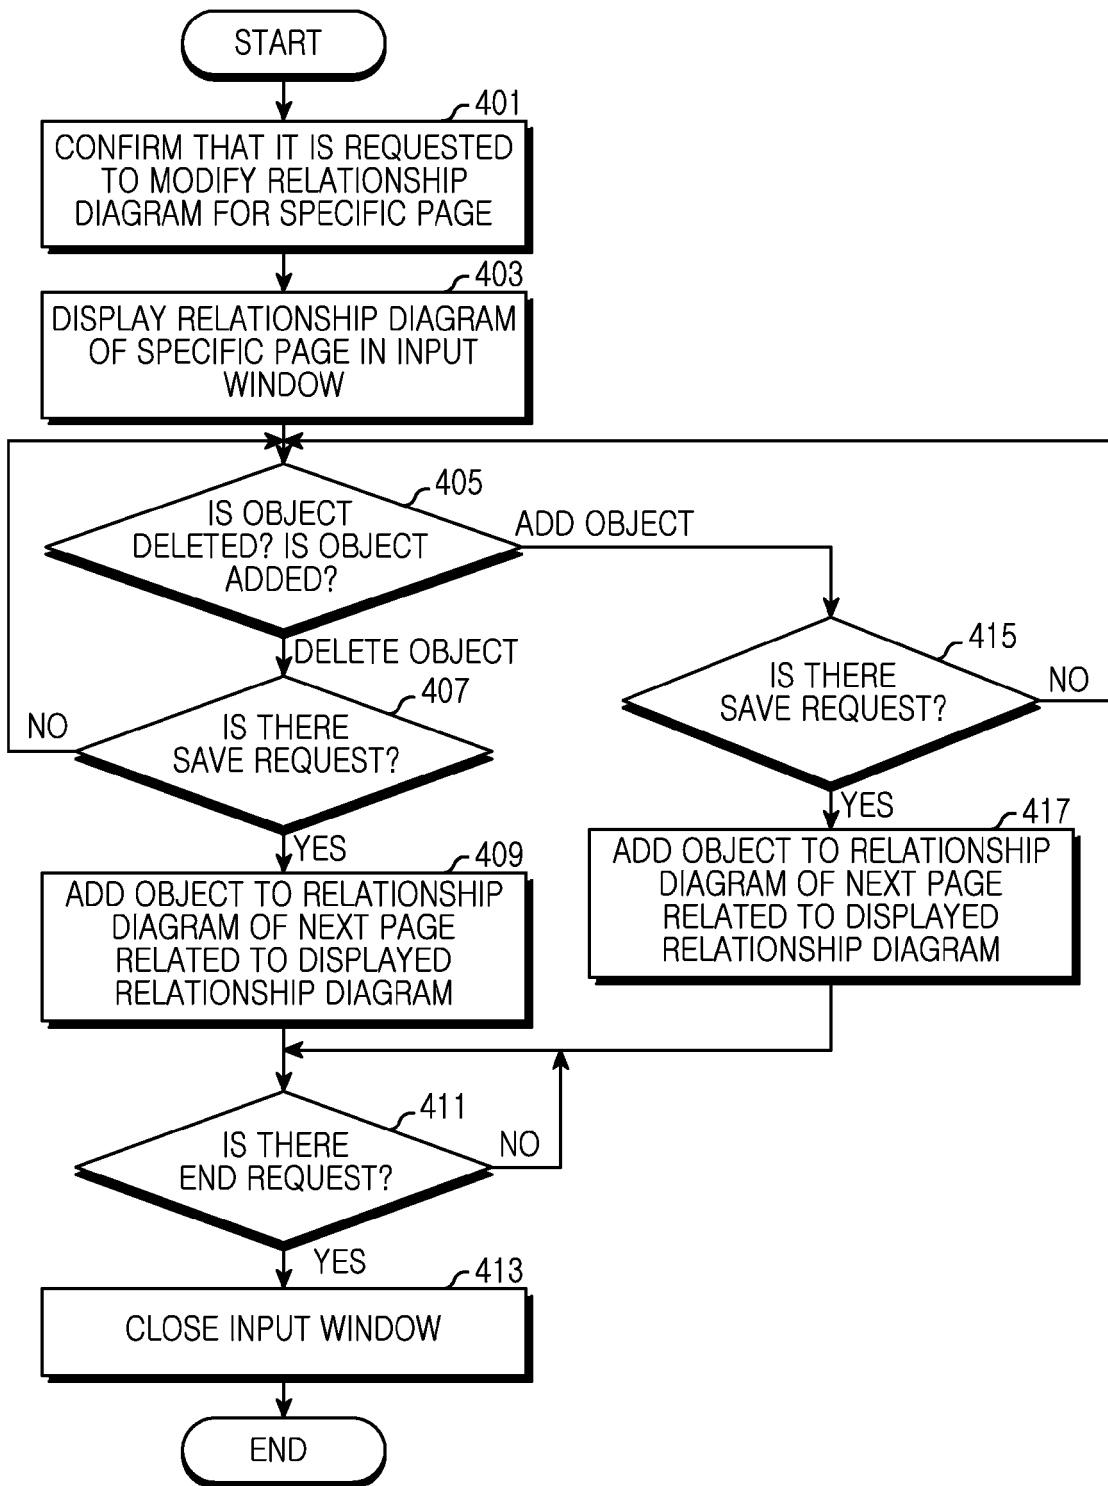 START
401
CONFIRM THAT IT IS REQUESTED
TO MODIFY RELATIONSHIP
DIAGRAM FOR SPECIFIC PAGE
403
DISPLAY RELATIONSHIP DIAGRAM
OF SPECIFIC PAGE IN INPUT
WINDOW
405
IS OBJECT
DELETED? IS OBJECT
ADDED?
ADD OBJECT
DELETE OBJECT
407
IS THERE
SAVE REQUEST?
NO
YES
415
IS THERE
SAVE REQUEST?
NO
YES
409
ADD OBJECT TO RELATIONSHIP
DIAGRAM OF NEXT PAGE
RELATED TO DISPLAYED
RELATIONSHIP DIAGRAM
417
ADD OBJECT TO RELATIONSHIP
DIAGRAM OF NEXT PAGE
RELATED TO DISPLAYED
RELATIONSHIP DIAGRAM
411
IS THERE
END REQUEST?
NO
YES
413
CLOSE INPUT WINDOW
END